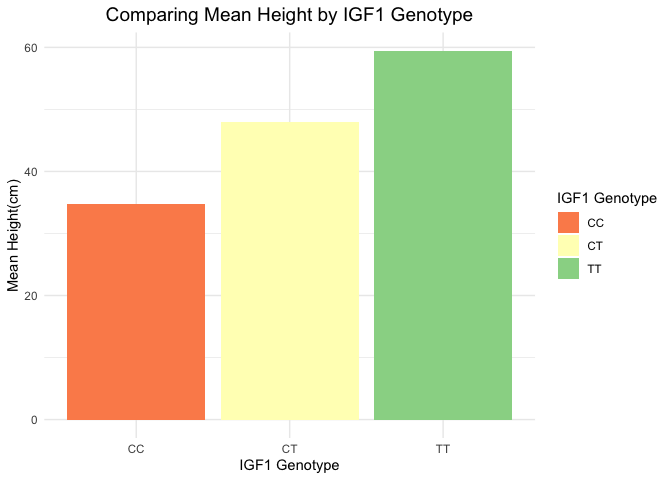 Comparing Mean Height by IGF1 Genotype
60
40
20
0
Mean Height(cm)
CC CT TT
IGF1 Genotype
IGF1 Genotype
CC
CT
TT